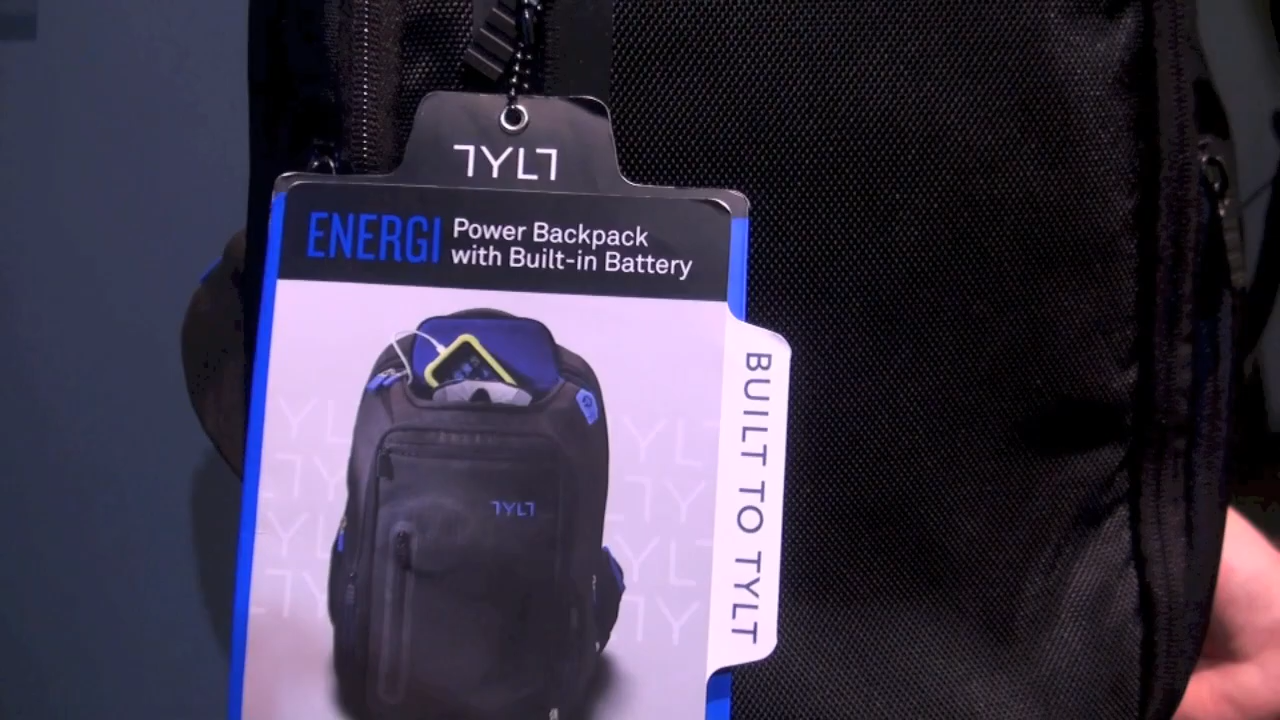 TYLT
ENERGI
Power Backpack
with Built-in Battery
BUILT TO TYLT
TYLT